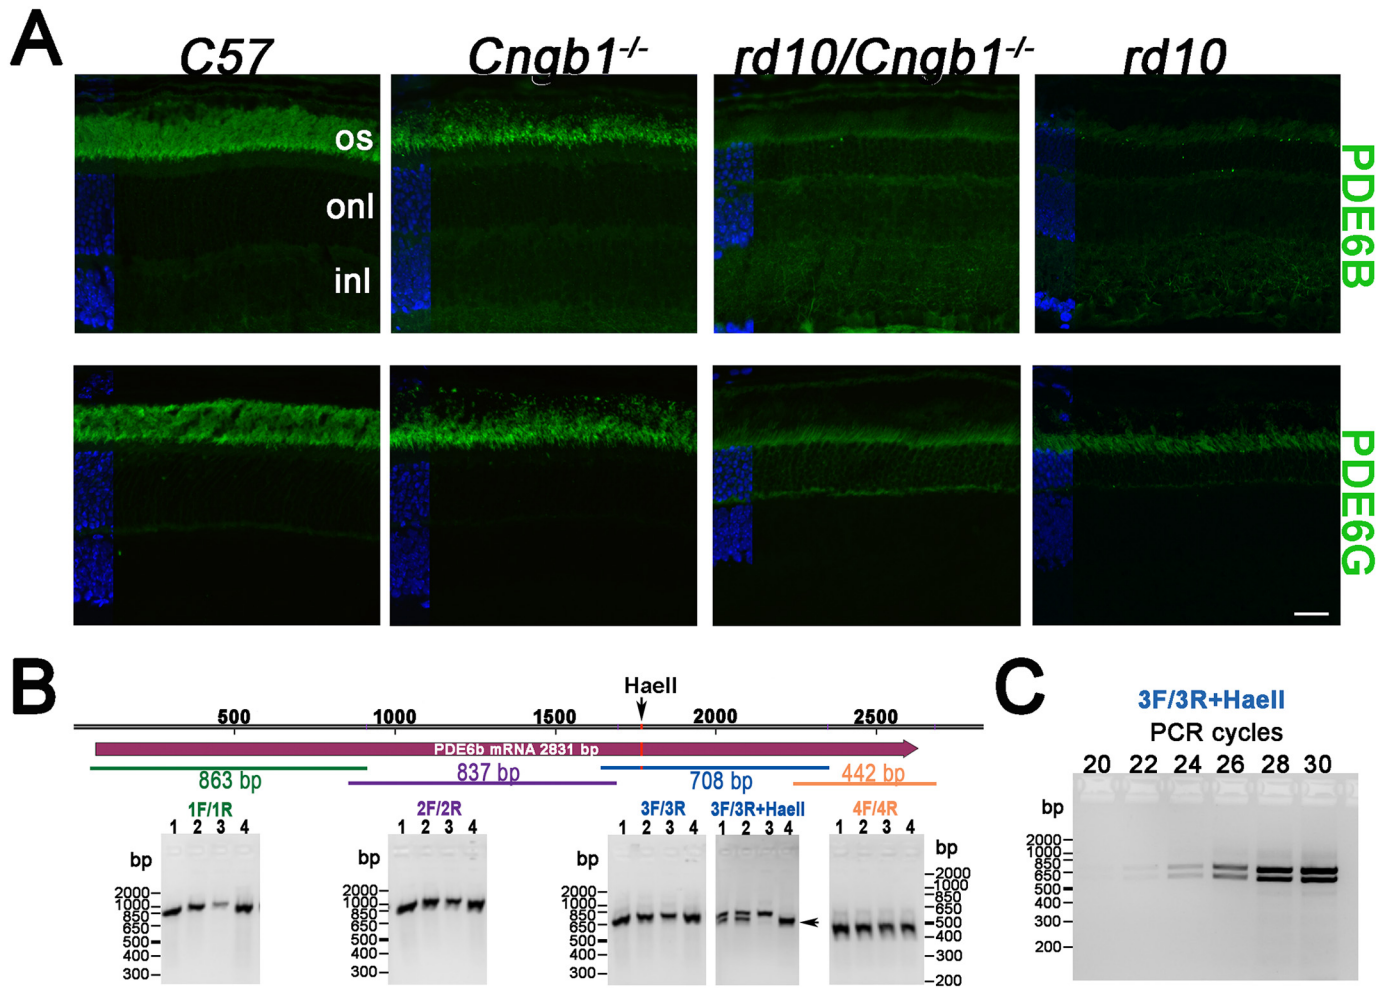 A
C57
Cngb1-/-
rd10/Cngb1-/-
rd10
os
onl
inl
PDE6B
PDE6G
B
HaeII
500 1000 1500 2000 2500
PDE6b mRNA 2831 bp
863 bp
837 bp
708 bp
442 bp
1F/1R
2F/2R
3F/3R
3F/3R+HaeII
4F/4R
1 2 3 4
1 2 3 4
1 2 3 4
1 2 3 4
1 2 3 4
bp
2000
1000
850
650
500
400
300
bp
2000
1000
850
650
500
400
300
bp
2000
1000
850
650
500
400
300
bp
2000
1000
850
650
500
400
300
200
C
3F/3R+HaeII
PCR cycles
20 22 24 26 28 30
bp
2000
1000
850
650
500
400
300
200